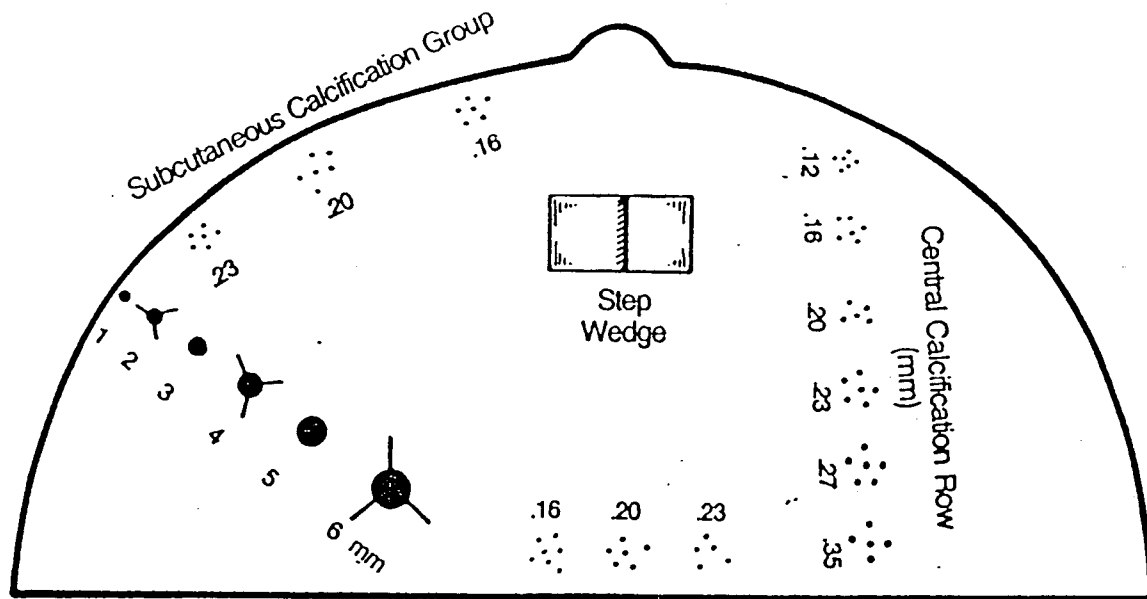 Subcutaneous Calcification Group
.16
.20
.23
1
2
3
4
5
6 mm
Step
Wedge
.12
.16
.20
.23
.27
.35
Central Calcification Row
(mm)
.16 .20 .23